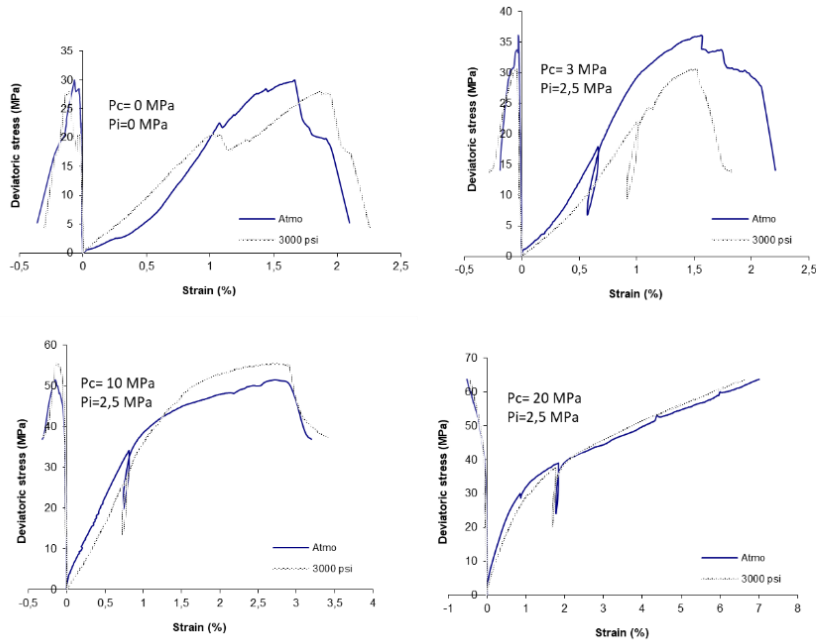 Deviatoric stress (MPa)
35
30
25
20
15
10
5
0
Pc= 0 MPa
Pi=0 MPa
Atmo
3000 psi
-0,5 0 0,5 1 1,5 2 2,5
Strain (%)
Deviatoric stress (MPa)
40
35
30
25
20
15
10
5
0
Pc= 3 MPa
Pi=2,5 MPa
Atmo
3000 psi
-0,5 0 0,5 1 1,5 2 2,5
Strain (%)
Deviatoric stress (MPa)
60
50
40
30
20
10
0
Pc= 10 MPa
Pi=2,5 MPa
Atmo
3000 psi
-0,5 0 0,5 1 1,5 2 2,5 3 3,5 4
Strain (%)
Deviatoric stress (MPa)
70
60
50
40
30
20
10
0
Pc= 20 MPa
Pi=2,5 MPa
Atmo
3000 psi
-1 0 1 2 3 4 5 6 7 8
Strain (%)